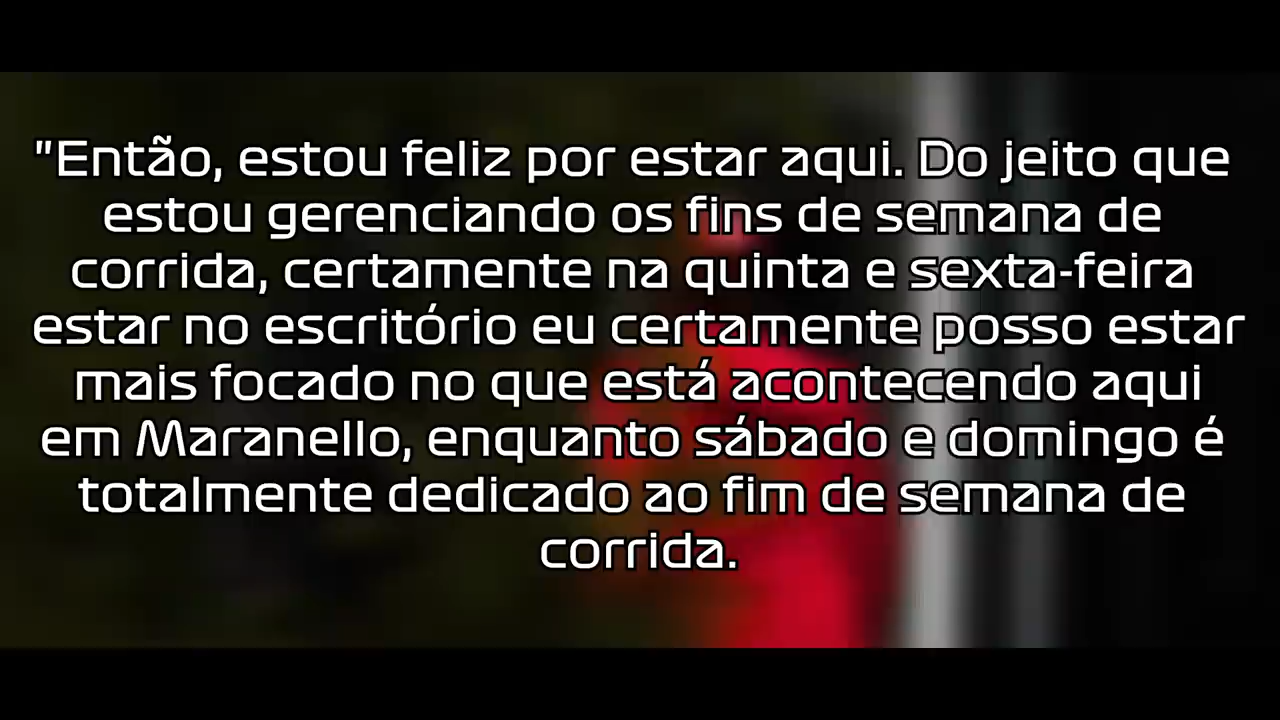 "Então, estou feliz por estar aqui. Do jeito que
estou gerenciando os fins de semana de
corrida, certamente na quinta e sexta-feira
estar no escritório eu certamente posso estar
mais focado no que está acontecendo aqui
em Maranello, enquanto sábado e domingo é
totalmente dedicado ao fim de semana de
corrida.